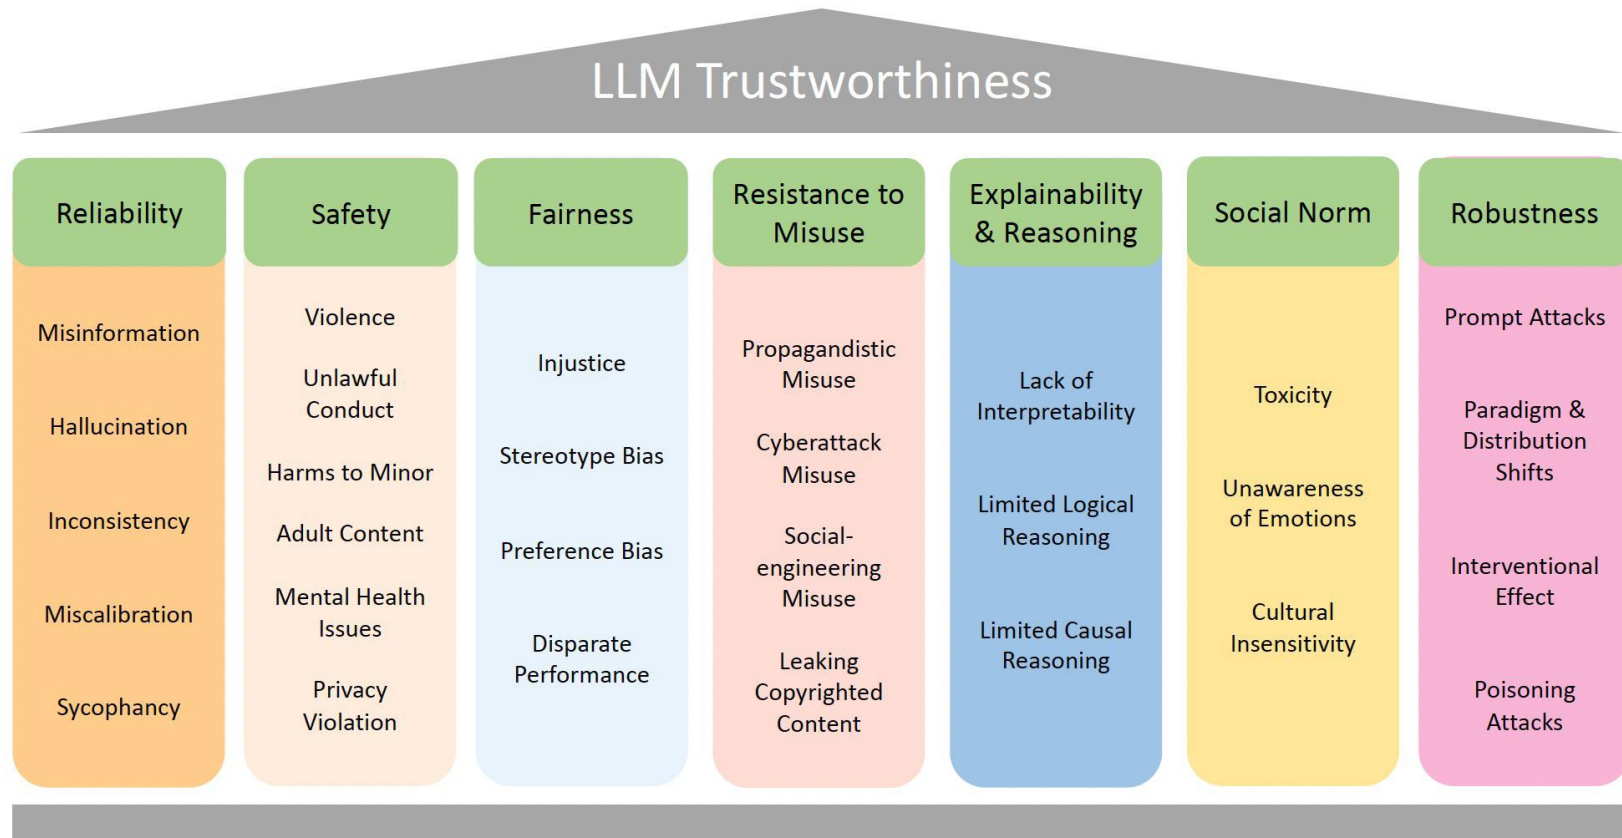 LLM Trustworthiness
Reliability
Misinformation
Hallucination
Inconsistency
Miscalibration
Sycophancy
Safety
Violence
Unlawful
Conduct
Harms to Minor
Adult Content
Mental Health
Issues
Privacy
Violation
Fairness
Injustice
Stereotype Bias
Preference Bias
Disparate
Performance
Resistance to
Misuse
Propagandistic
Misuse
Cyberattack
Misuse
Social-
engineering
Misuse
Leaking
Copyrighted
Content
Explainability
& Reasoning
Lack of
Interpretability
Limited Logical
Reasoning
Limited Causal
Reasoning
Social Norm
Toxicity
Unawareness
of Emotions
Cultural
Insensitivity
Robustness
Prompt Attacks
Paradigm &
Distribution
Shifts
Interventional
Effect
Poisoning
Attacks